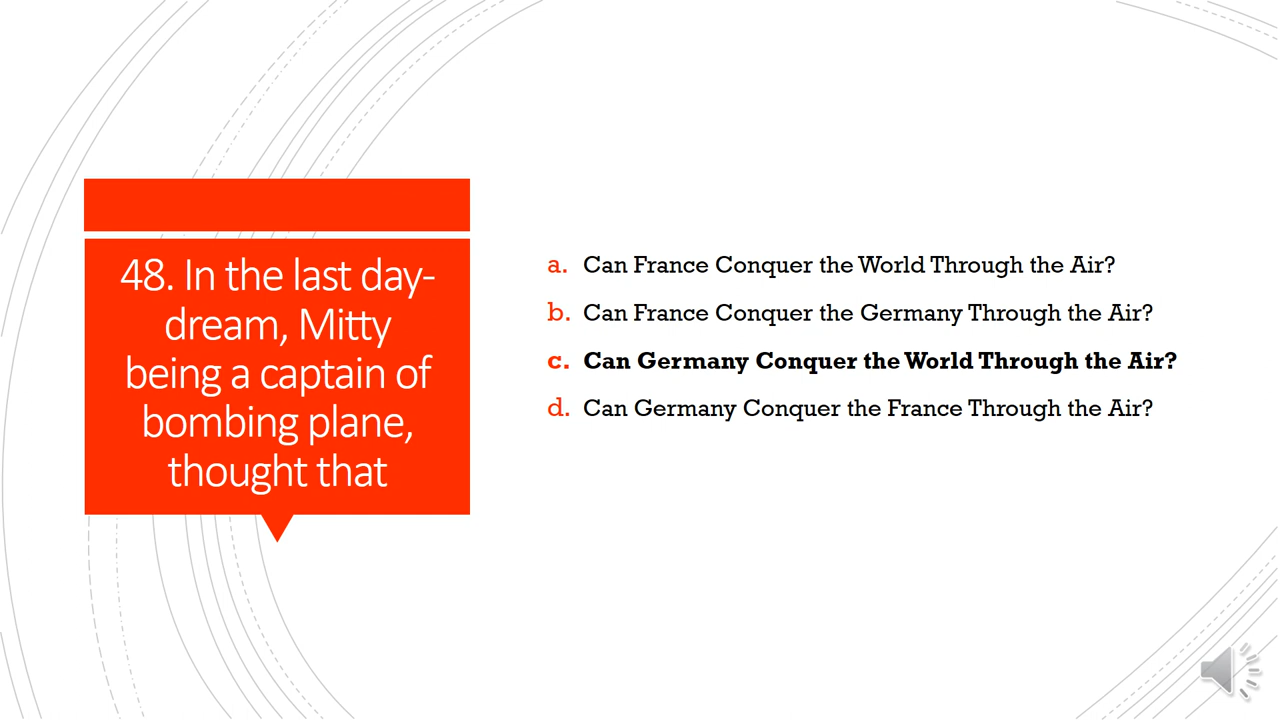 48. In the last day-
dream, Mitty
being a captain of
bombing plane,
thought that
a. Can France Conquer the World Through the Air?
b. Can France Conquer the Germany Through the Air?
c. Can Germany Conquer the World Through the Air?
d. Can Germany Conquer the France Through the Air?